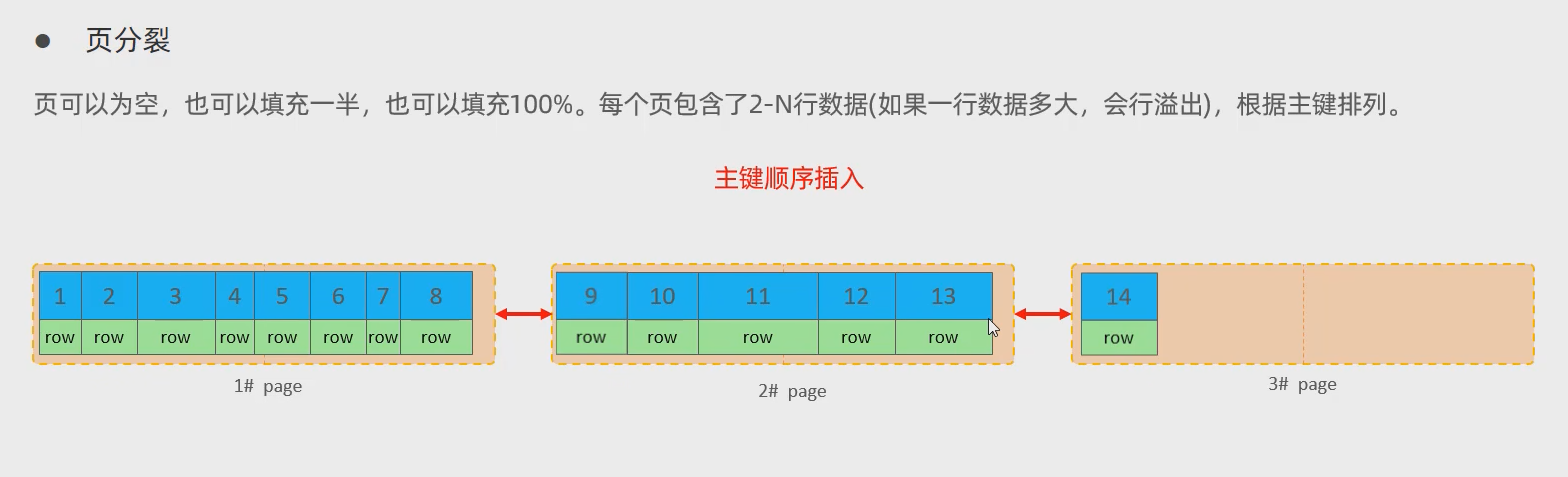 ● 页分裂
页可以为空，也可以填充一半，也可以填充100%。每个页包含了2-N行数据(如果一行数据多大，会行溢出)，根据主键排列。
主键顺序插入
1 2 3 4 5 6 7 8 9 10 11 12 13 14
row row row row row row row row row row row row row row
1# page 2# page 3# page